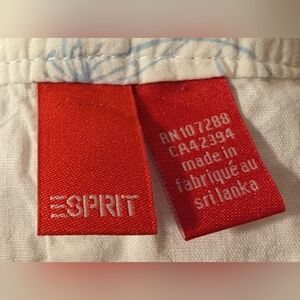 ESPRIT
RN107288
CA42394
made in
fabriqué au
sri lanka